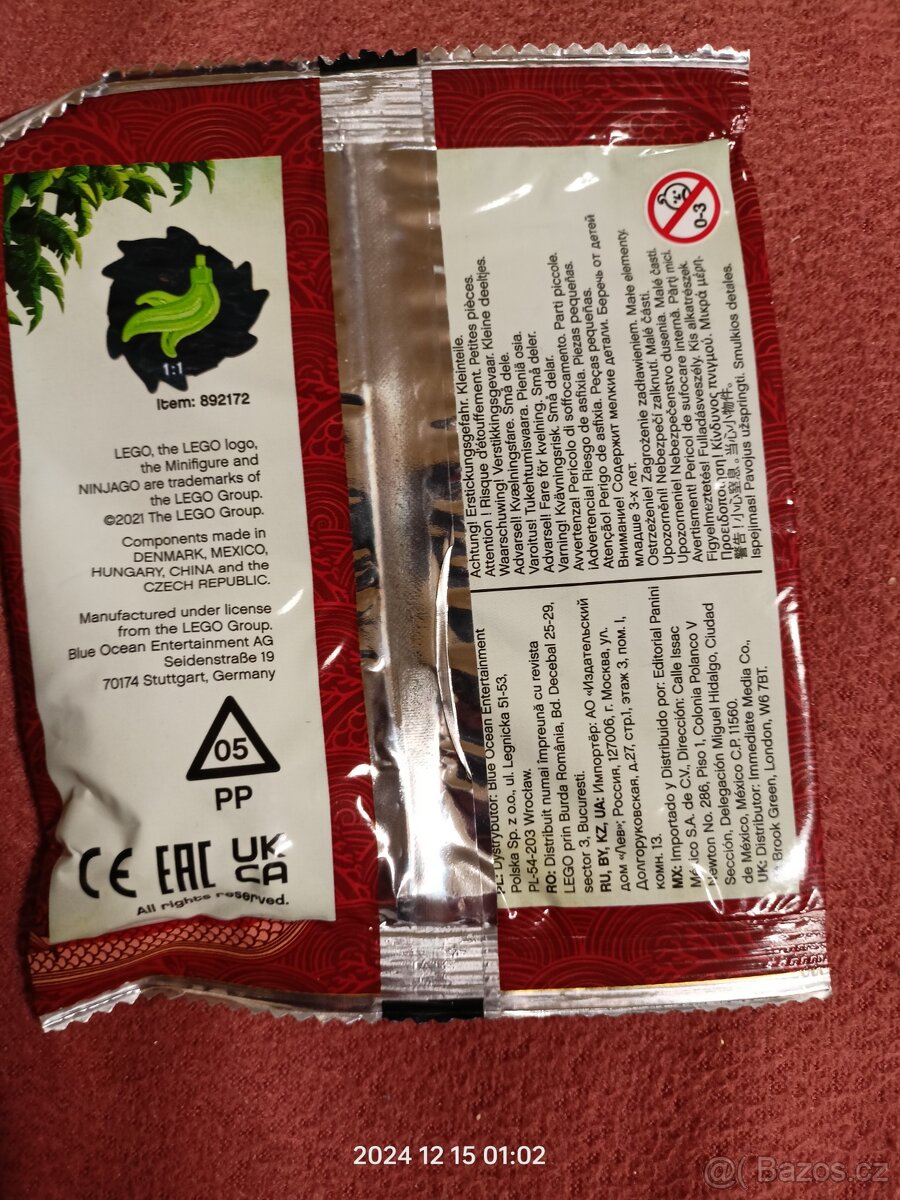 1:1
Item: 892172
LEGO, the LEGO logo,
the Minifigure and
NINJAGO are trademarks of
the LEGO Group.
©2021 The LEGO Group.
Components made in
DENMARK, MEXICO,
HUNGARY, CHINA and the
CZECH REPUBLIC.
Manufactured under license
from the LEGO Group.
Blue Ocean Entertainment AG
Seidenstraße 19
70174 Stuttgart, Germany
05
PP
CE EAC UK
CA
All rights reserved.
0-3
Achtung! Erstickungsgefahr. Kleinteile.
Attention ! Risque d'étouffement. Petites pièces.
Waarschuwing! Verstikkingsgevaar. Kleine deeltjes.
Advarsel! Kvælningsfare. Små dele.
Varoitus! Tukehtumisvaara. Pieniä osia.
Advarsel! Fare för kvelning. Små deler.
Varning! Kvävningsrisk. Små delar.
Avvertenza! Pericolo di soffocamento. Parti piccole.
¡Advertencia! Riesgo de asfixia. Piezas pequeñas.
Atenção! Perigo de asfixia. Peças pequenas.
Внимание! Содержит мелкие детали. Беречь от детей
младше 3-х лет.
Ostrzeżenie! Zagrożenie zadławieniem. Małe elementy.
Upozornění! Nebezpečí zalknutí. Malé části.
Upozornenie! Nebezpečenstvo dusenia. Malé časti.
Avertisment! Pericol de sufocare internă. Părți mici.
Figyelmeztetés! Fulladásveszély. Kis alkatrészek.
Προειδοποίηση! Κίνδυνος πνιγμού. Μικρά μέρη.
警告！小心窒息。当心小物件。
Įspėjimas! Pavojus užspringti. Smulkios detalės.
PL: Dystrybutor: Blue Ocean Entertainment
Polska Sp. z o.o., ul. Legnicka 51-53,
PL-54-203 Wrocław.
RO: Distribuit numai împreună cu revista
LEGO prin Burda România, Bd. Decebal 25-29,
sector 3, Bucuresti.
RU, BY, KZ, UA: Импортёр: АО «Издательский
дом «Лев»; Россия, 127006, г. Москва, ул.
Долгоруковская, д.27, стр.1, этаж 3, пом. I,
комн. 13.
MX: Importado y Distribuido por: Editorial Panini
México S.A. de C.V., Dirección: Calle Issac
Newton No. 286, Piso 1, Colonia Polanco V
Sección, Delegación Miguel Hidalgo, Ciudad
de México, México C.P. 11560.
UK: Distributor: Immediate Media Co.,
Brook Green, London, W6 7BT.
2024 12 15 01:02
@( Bazos.cz